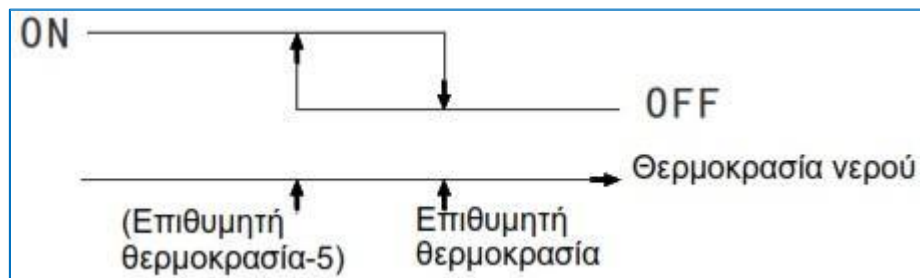 ON
OFF
Θερμοκρασία νερού
(Επιθυμητή
θερμοκρασία-5)
Επιθυμητή
θερμοκρασία